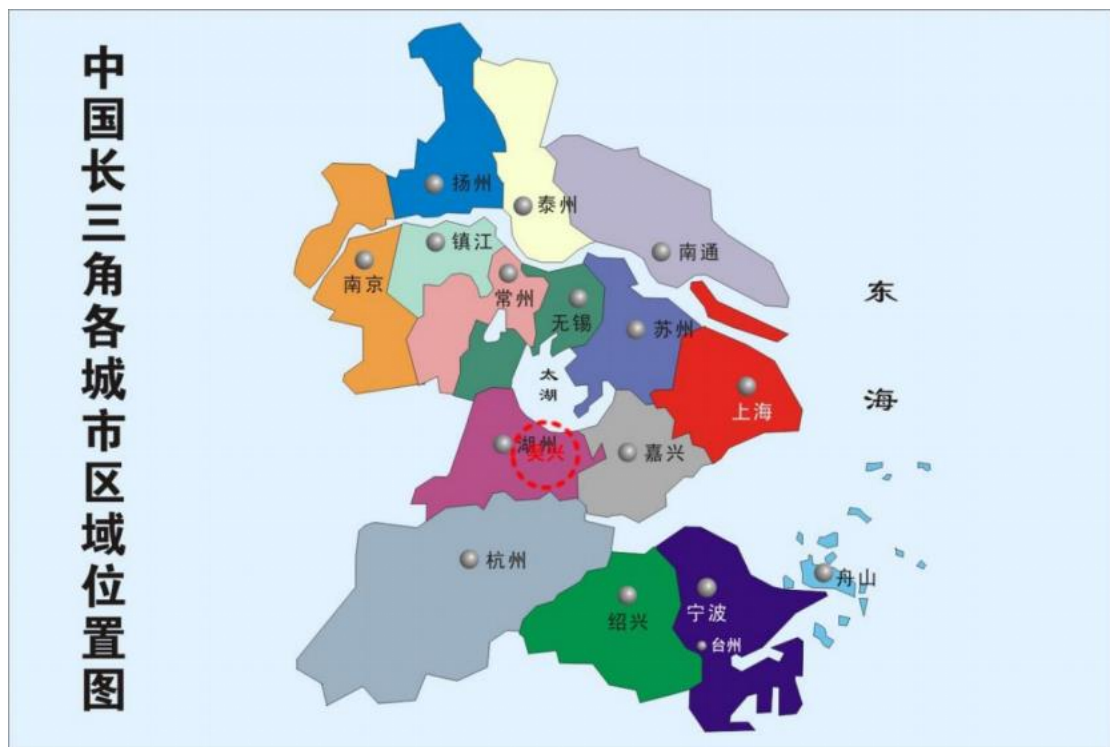 中国长三角各城市区域位置图
扬州
泰州
镇江
南通
南京
常州
无锡
苏州
东海
太湖
上海
湖州
吴兴
嘉兴
杭州
舟山
宁波
绍兴
台州